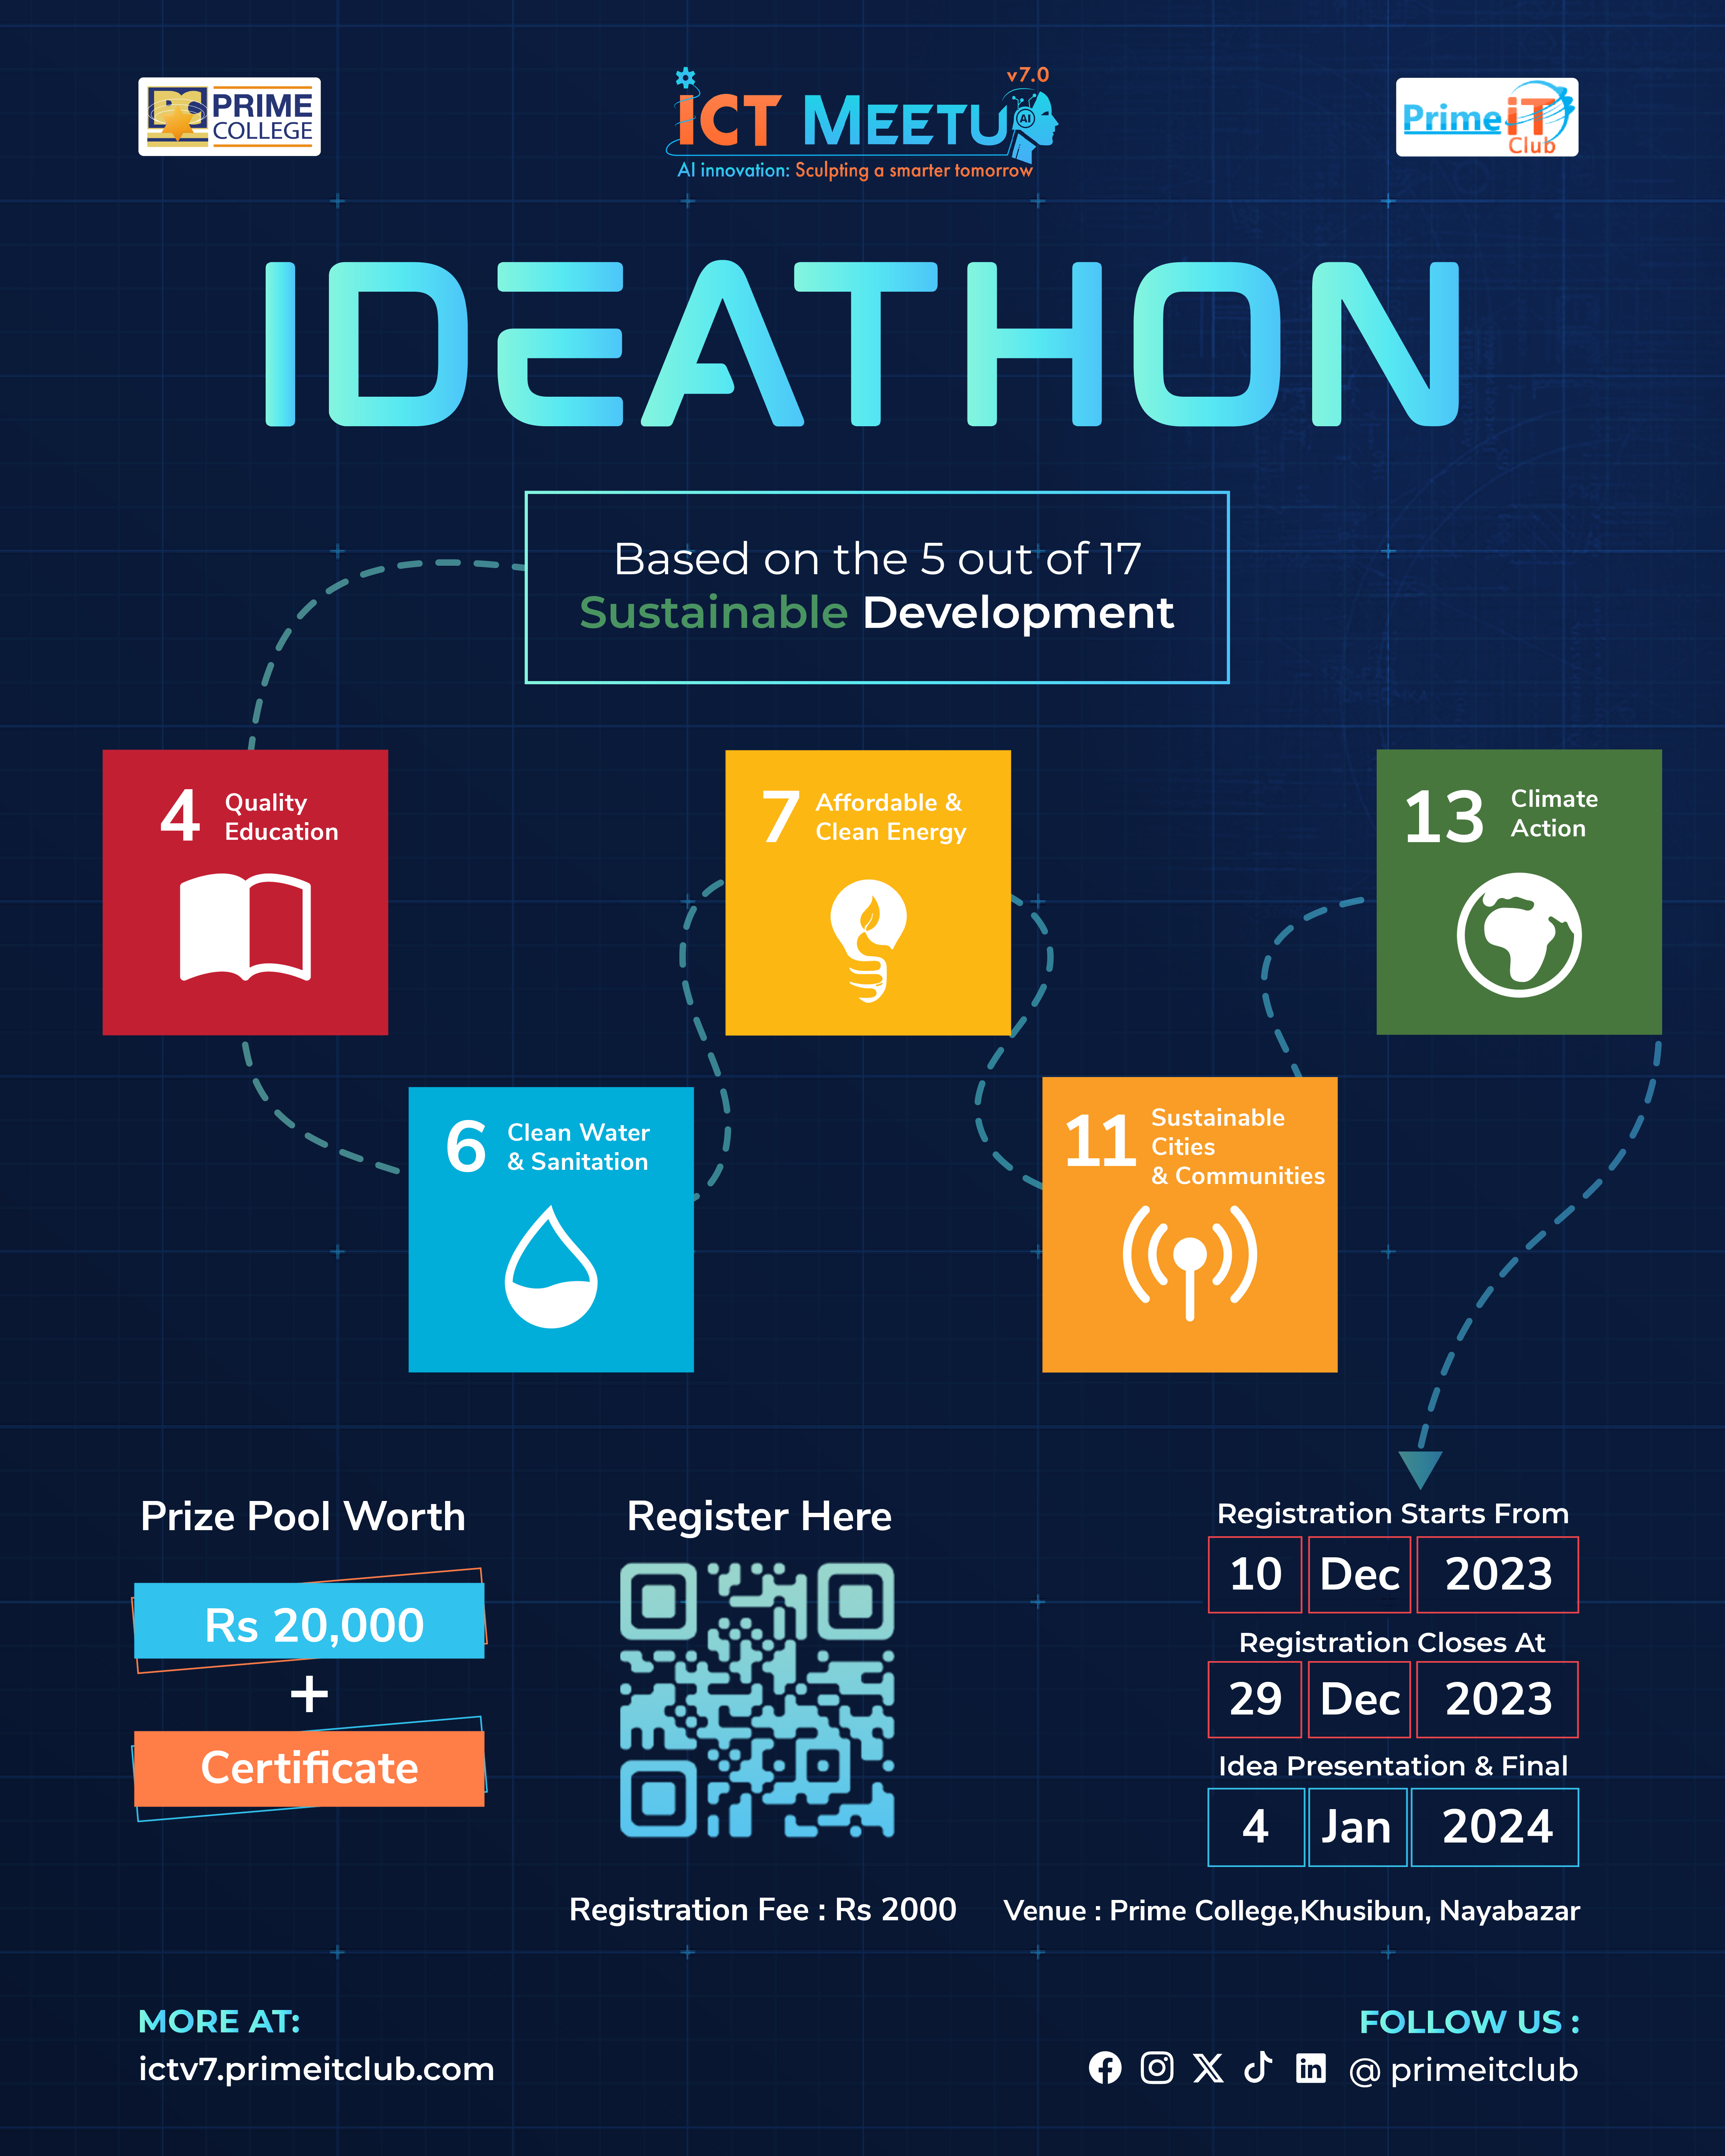 PRIME
COLLEGE
v7.0
ICT MEETU
AI
AI innovation: Sculpting a smarter tomorrow
Prime iT
Club
IDEATHON
Based on the 5 out of 17
Sustainable Development
4 Quality
Education
7 Affordable &
Clean Energy
13 Climate
Action
6 Clean Water
& Sanitation
11 Sustainable
Cities
& Communities
Prize Pool Worth
Rs 20,000
+
Certificate
Register Here
Registration Fee : Rs 2000
Registration Starts From
10 Dec 2023
Registration Closes At
29 Dec 2023
Idea Presentation & Final
4 Jan 2024
Venue : Prime College,Khusibun, Nayabazar
MORE AT:
ictv7.primeitclub.com
FOLLOW US :
@ primeitclub